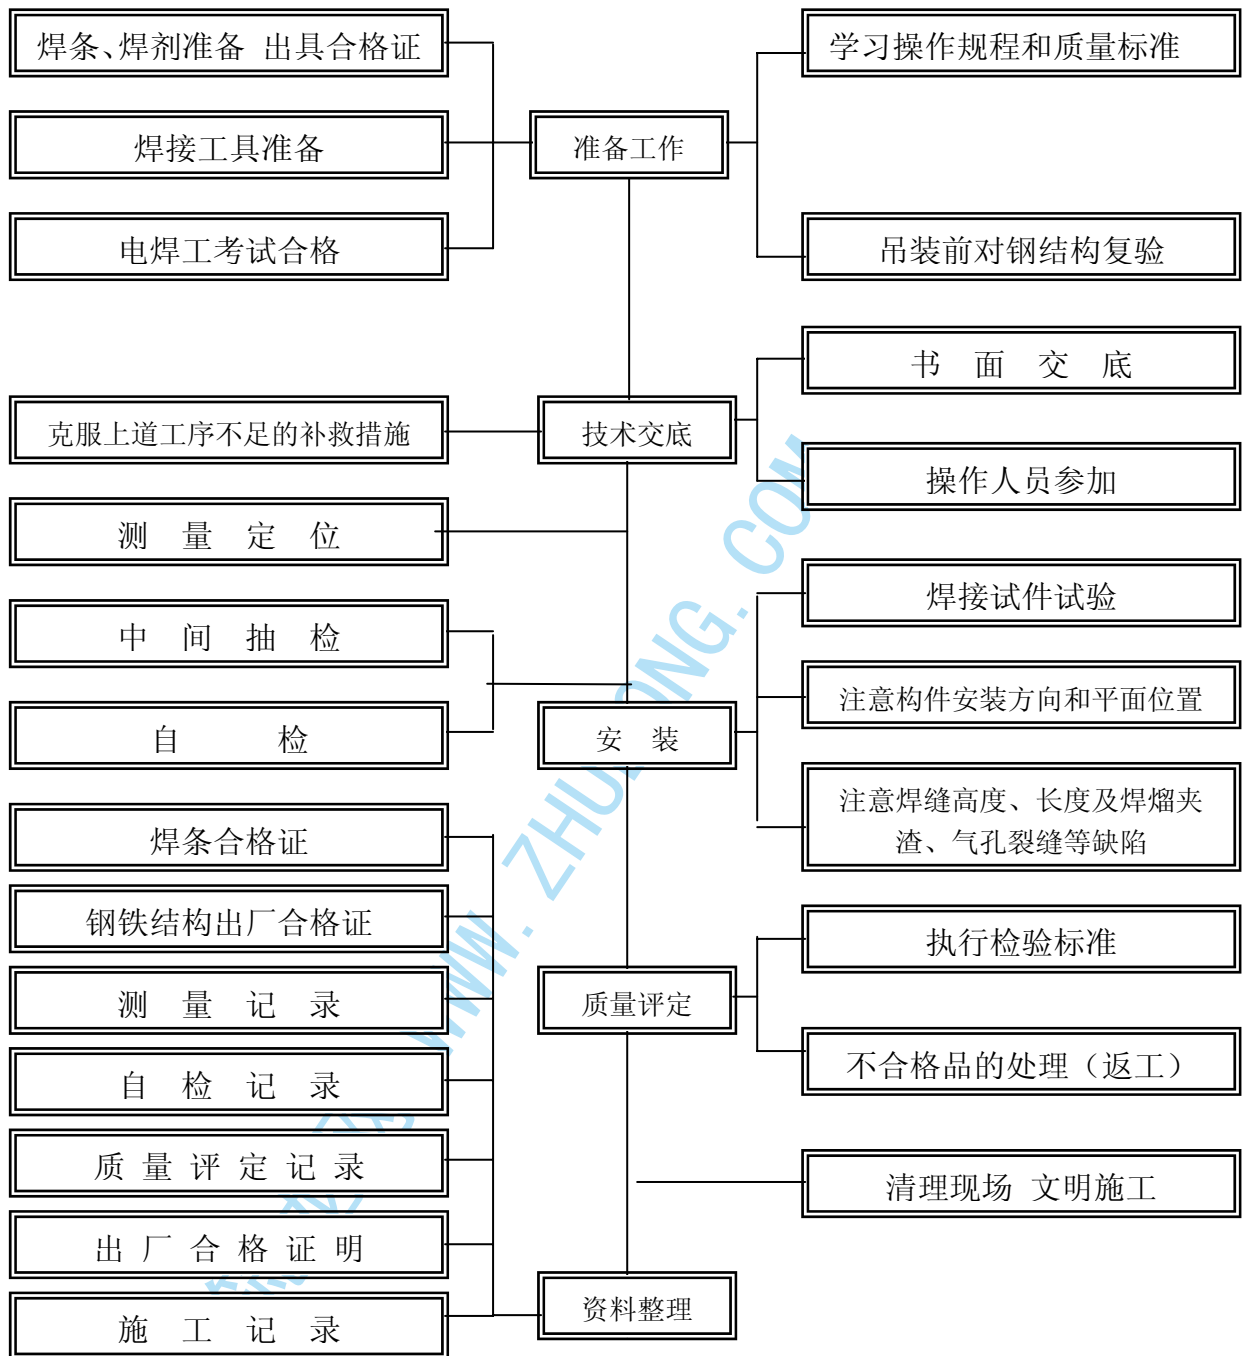 焊条、焊剂准备 出具合格证
学习操作规程和质量标准
焊接工具准备
准备工作
电焊工考试合格
吊装前对钢结构复验
书 面 交 底
克服上道工序不足的补救措施
技术交底
操作人员参加
测 量 定 位
焊接试件试验
中 间 抽 检
注意构件安装方向和平面位置
自 检
安 装
注意焊缝高度、长度及焊熘夹
渣、气孔裂缝等缺陷
焊条合格证
钢铁结构出厂合格证
执行检验标准
测 量 记 录
质量评定
自 检 记 录
不合格品的处理（返工）
质 量 评 定 记 录
清理现场 文明施工
出 厂 合 格 证 明
资料整理
施 工 记 录